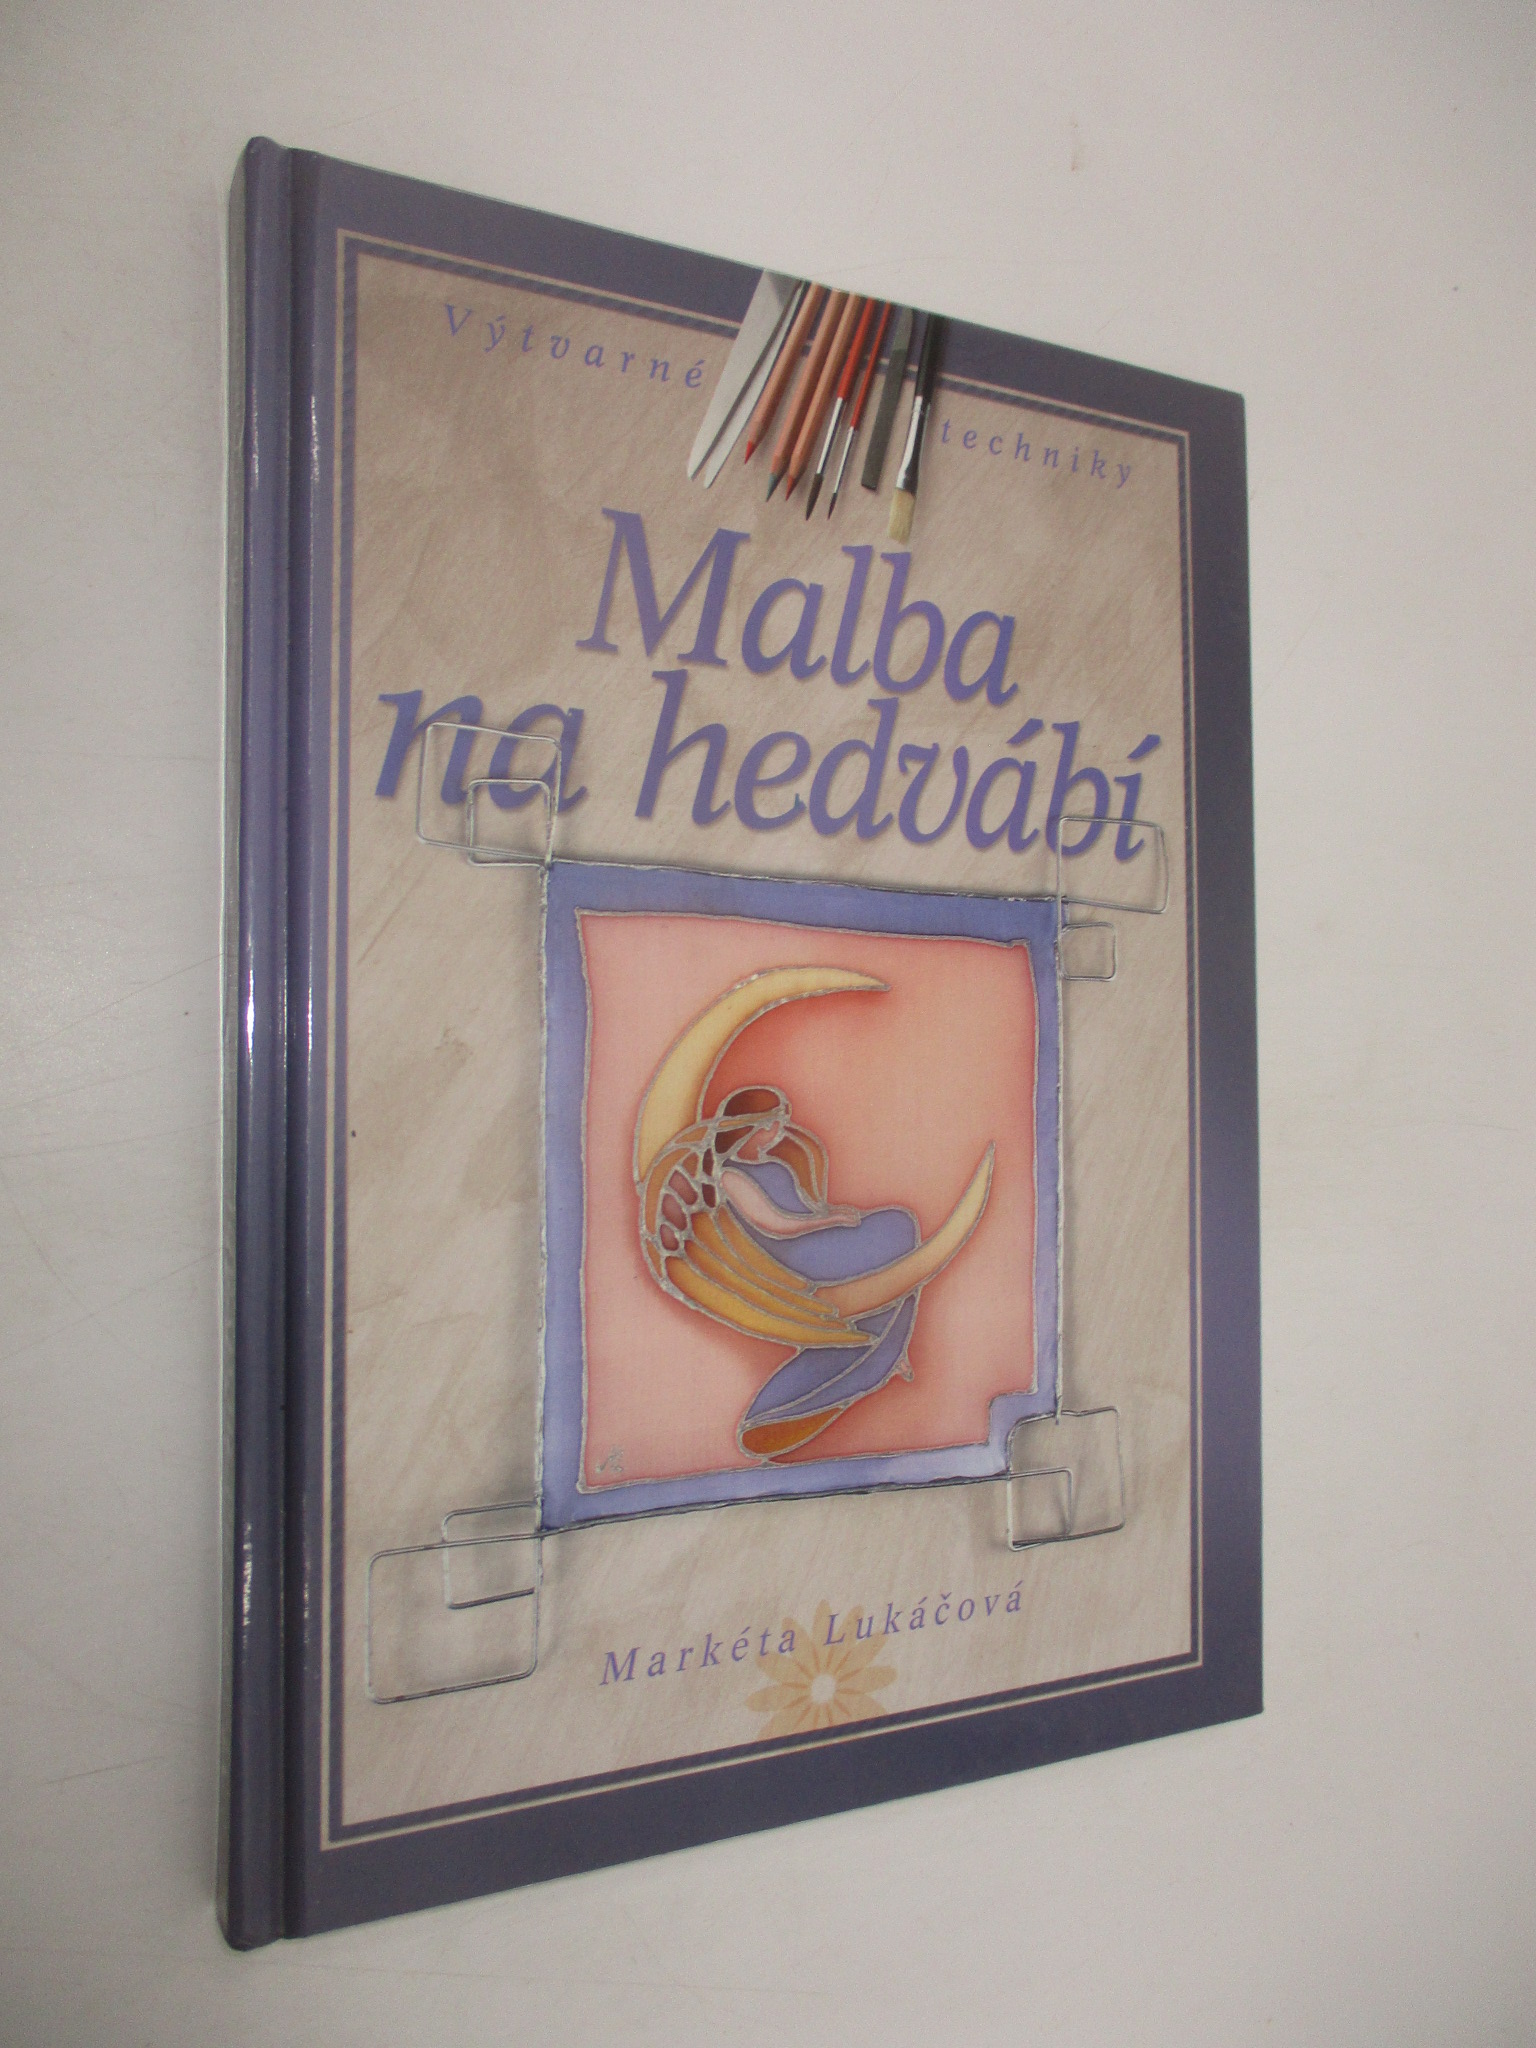 Výtvarné techniky
Malba
na hedvábí
Markéta Lukáčová